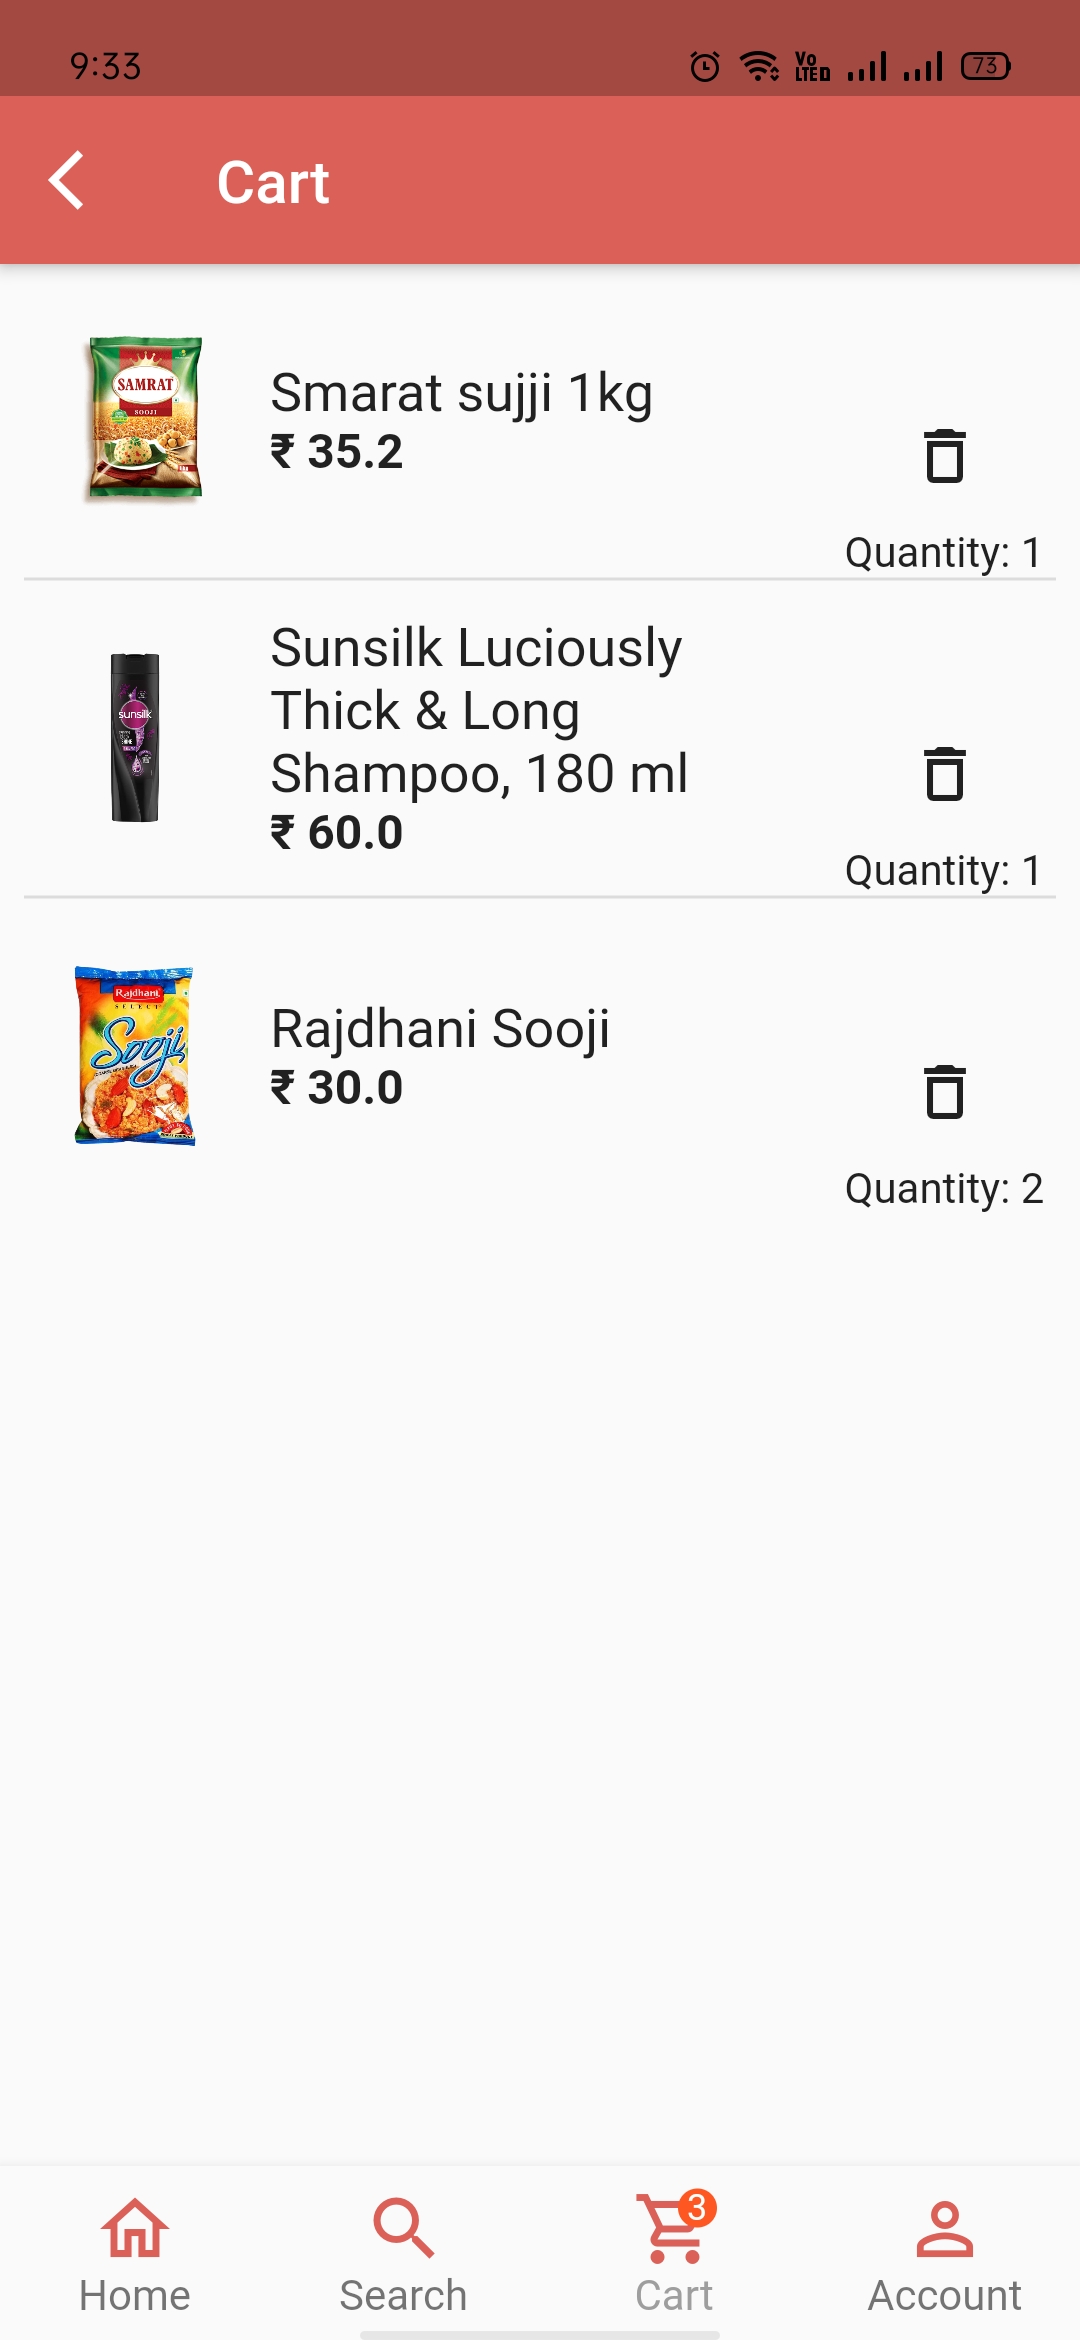 9:33
Vo
LTE D
73
Cart
SAMRAT
SOOJI
Smarat sujji 1kg
₹ 35.2
Quantity: 1
sunsilk
Sunsilk Luciously
Thick & Long
Shampoo, 180 ml
₹ 60.0
Quantity: 1
Rajdhani
SELECT
Sooji
Rajdhani Sooji
₹ 30.0
Quantity: 2
3
Home
Search
Cart
Account